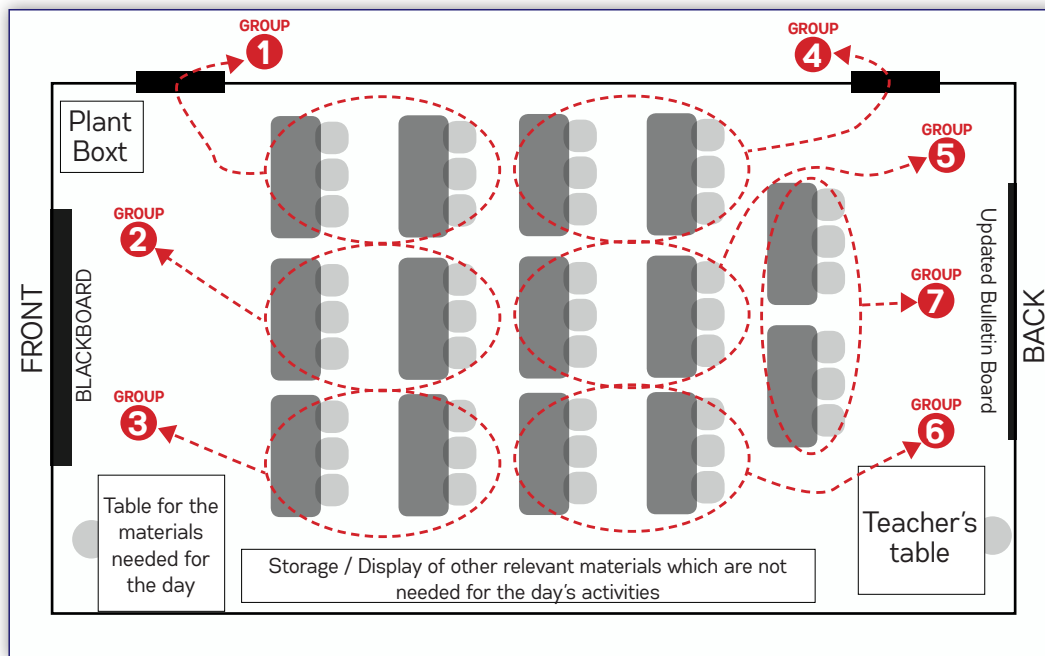 GROUP
1
GROUP
4
Plant
Boxt
GROUP
5
GROUP
2
FRONT
BLACKBOARD
Updated Bulletin Board
BACK
GROUP
7
GROUP
3
GROUP
6
Table for the
materials
needed for
the day
Storage / Display of other relevant materials which are not
needed for the day's activities
Teacher's
table